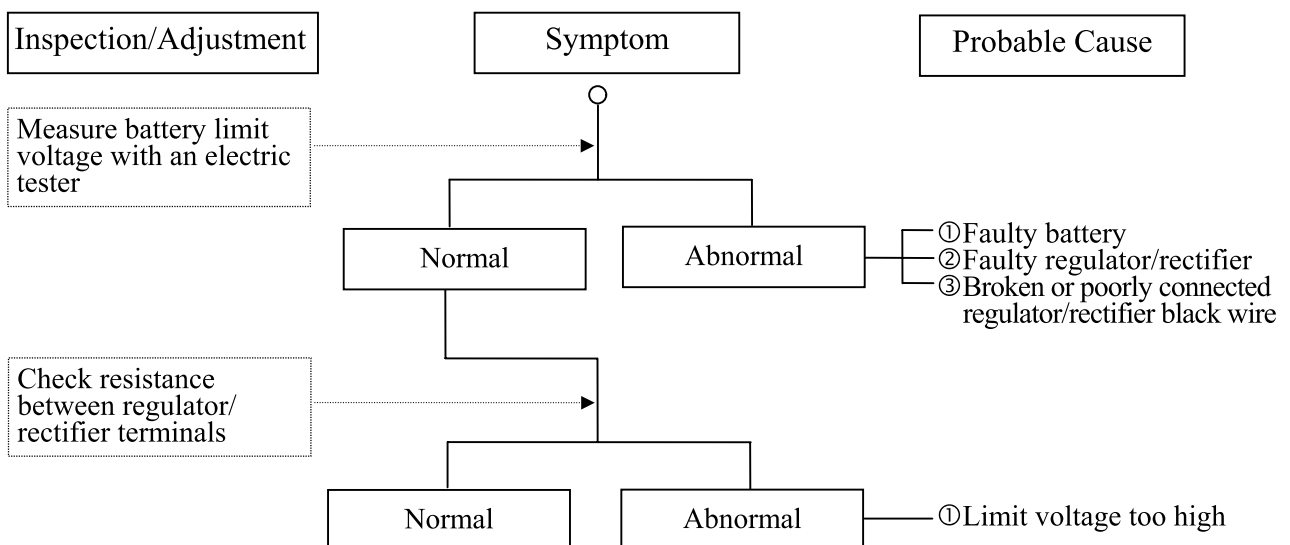 Inspection/Adjustment
Symptom
Probable Cause
Measure battery limit
voltage with an electric
tester
Normal
Abnormal
①Faulty battery
②Faulty regulator/rectifier
③Broken or poorly connected
regulator/rectifier black wire
Check resistance
between regulator/
rectifier terminals
Normal
Abnormal
①Limit voltage too high